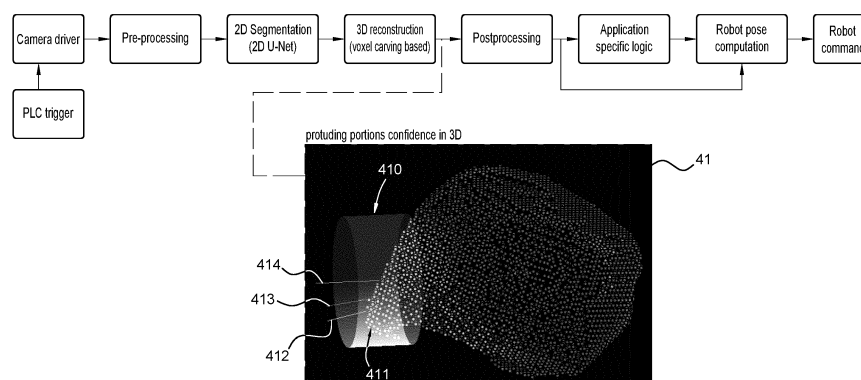 Camera driver
Pre-processing
2D Segmentation
(2D U-Net)
3D reconstruction
(voxel carving based)
Postprocessing
Application
specific logic
Robot pose
computation
Robot
command
PLC trigger
protuding portions confidence in 3D
410
41
414
413
412
411